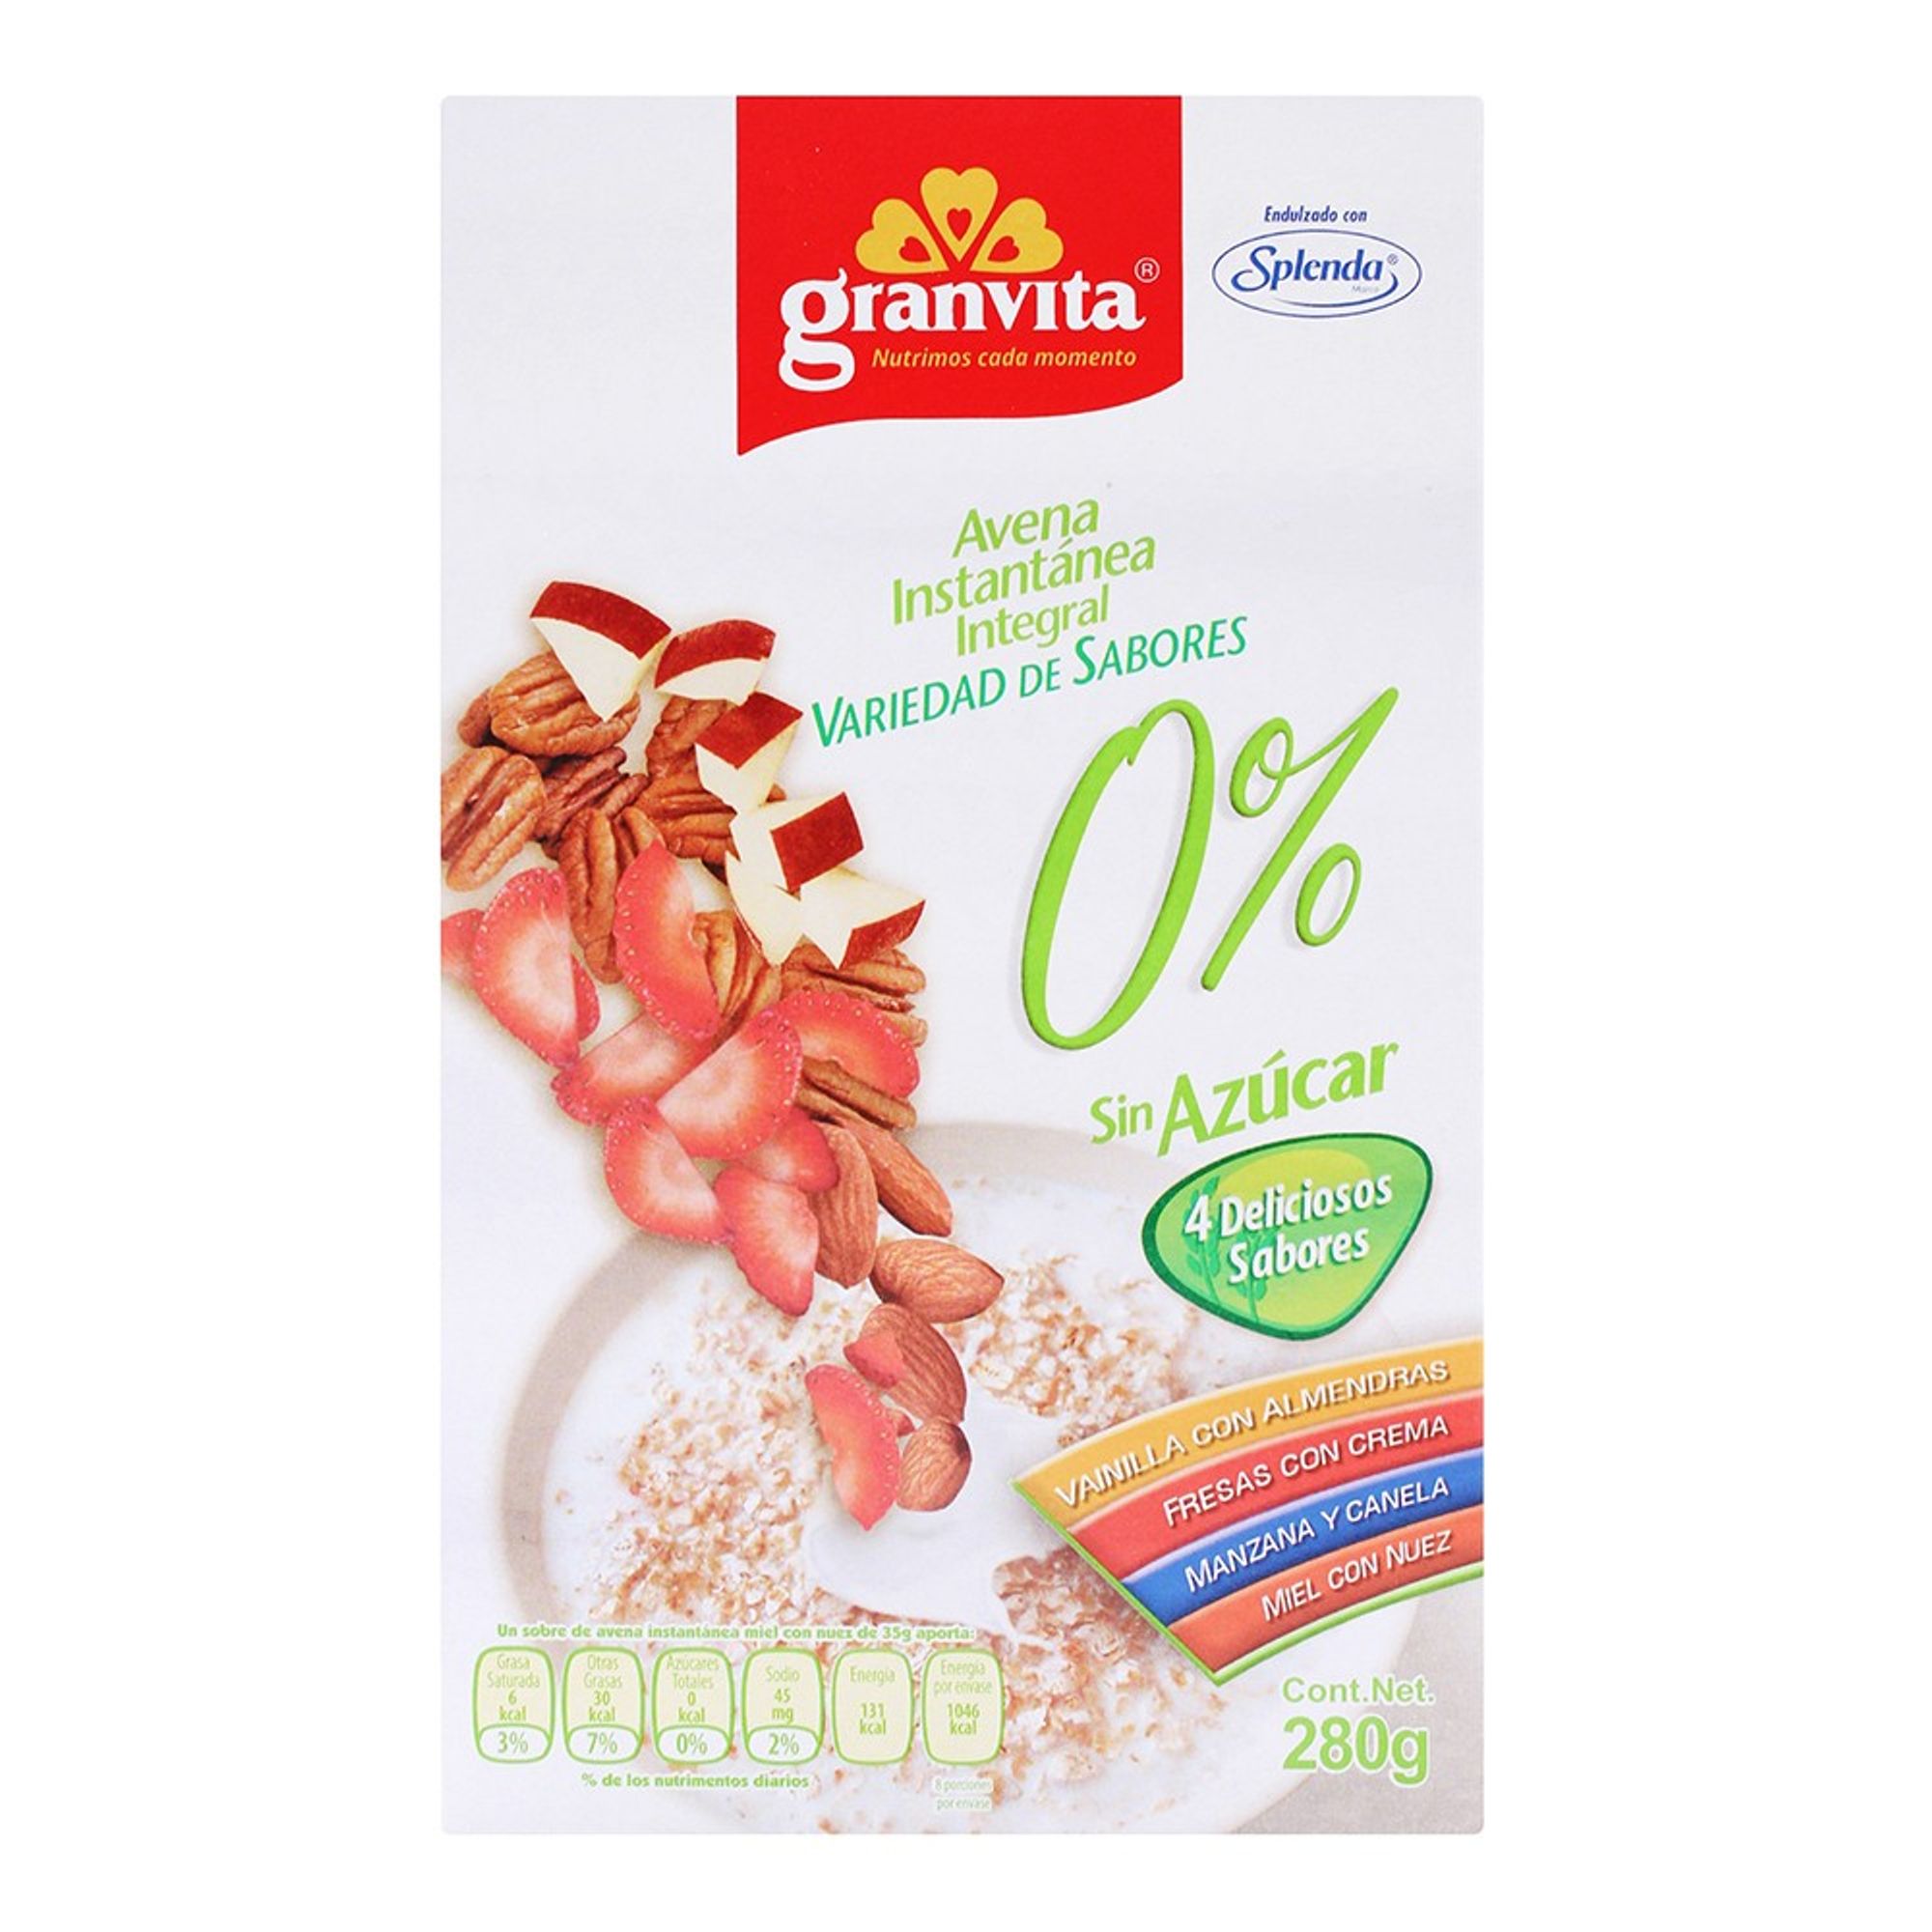 granvita®
Nutrimos cada momento
Endulzado con
Splenda®
Marca
Avena
Instantánea
Integral
VARIEDAD DE SABORES
0%
Sin Azúcar
4 Deliciosos
Sabores
VAINILLA CON ALMENDRAS
FRESAS CON CREMA
MANZANA Y CANELA
MIEL CON NUEZ
Un sobre de avena instantánea miel con nuez de 35g aporta:
Grasa
Saturada
6
kcal
3%
Otras
Grasas
30
kcal
7%
Azúcares
Totales
0
kcal
0%
Sodio
45
mg
2%
Energía
131
kcal
Energía
por envase
1046
kcal
% de los nutrimentos diarios
8 porciones
por envase
Cont.Net.
280g